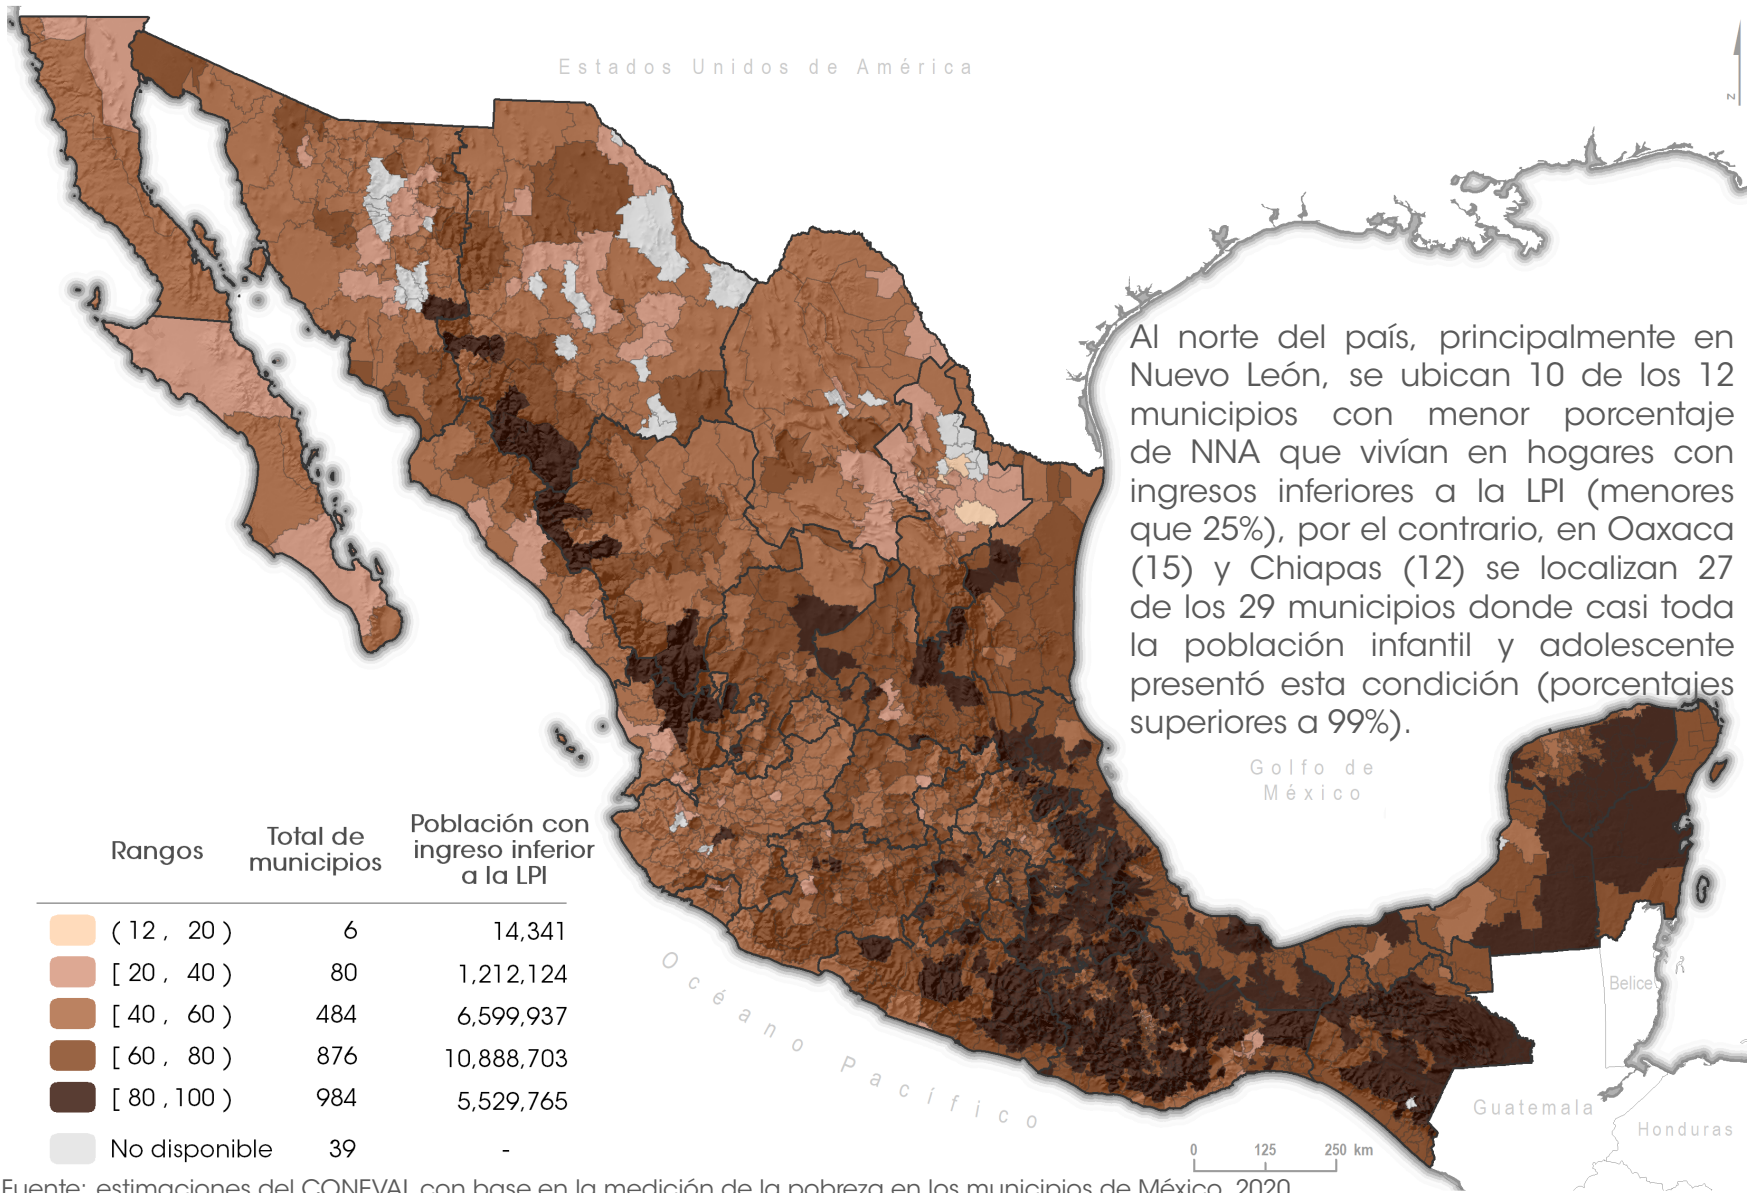 Estados Unidos de América
N
Al norte del país, principalmente en
Nuevo León, se ubican 10 de los 12
municipios con menor porcentaje
de NNA que vivían en hogares con
ingresos inferiores a la LPI (menores
que 25%), por el contrario, en Oaxaca
(15) y Chiapas (12) se localizan 27
de los 29 municipios donde casi toda
la población infantil y adolescente
presentó esta condición (porcentajes
superiores a 99%).
Golfo de
México
Rangos
Total de
municipios
Población con
ingreso inferior
a la LPI
(12, 20) 6 14,341
[20, 40) 80 1,212,124
[40, 60) 484 6,599,937
[60, 80) 876 10,888,703
[80,100) 984 5,529,765
No disponible 39 -
Océano Pacífico
Belice
Guatemala
Honduras
0 125 250 km
Fuente: estimaciones del CONEVAL con base en la medición de la pobreza en los municipios de México, 2020